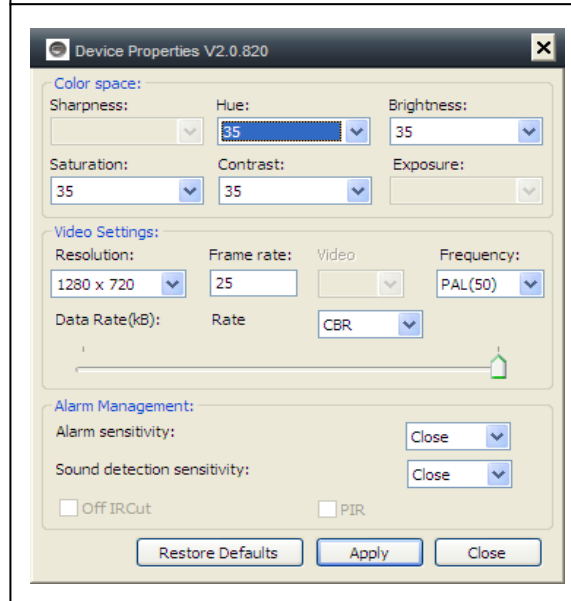 Device Properties V2.0.820
Color space:
Sharpness: Hue: Brightness:
35 35
Saturation: Contrast: Exposure:
35 35
Video Settings:
Resolution: Frame rate: Video Frequency:
1280 x 720 25 PAL(50)
Data Rate(kB): Rate CBR
Alarm Management:
Alarm sensitivity: Close
Sound detection sensitivity: Close
Off IRCut PIR
Restore Defaults Apply Close